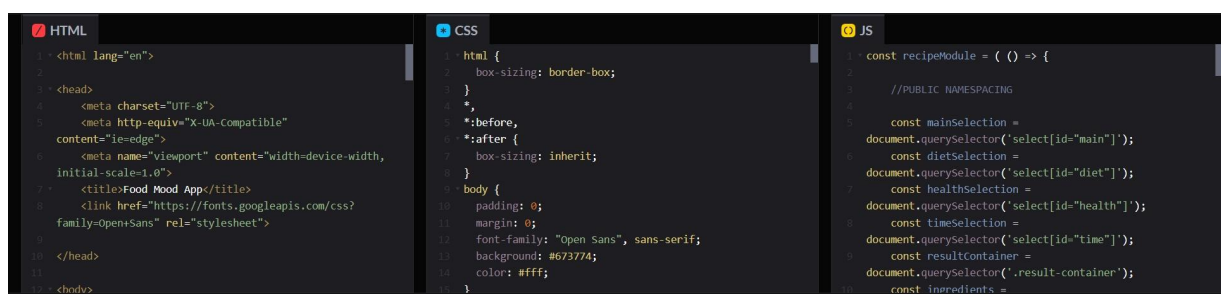 HTML
1 <html lang="en">
2
3 <head>
4 <meta charset="UTF-8">
5 <meta http-equiv="X-UA-Compatible"
content="ie=edge">
6 <meta name="viewport" content="width=device-width,
initial-scale=1.0">
7 <title>Food Mood App</title>
8 <link href="https://fonts.googleapis.com/css?
family=Open+Sans" rel="stylesheet">
9
10 </head>
11
12 <body>
CSS
1 html {
2 box-sizing: border-box;
3 }
4 *,
5 *:before,
6 *:after {
7 box-sizing: inherit;
8 }
9 body {
10 padding: 0;
11 margin: 0;
12 font-family: "Open Sans", sans-serif;
13 background: #673774;
14 color: #fff;
15 }
JS
1 const recipeModule = ( () => {
2
3 //PUBLIC NAMESPACING
4
5 const mainSelection =
document.querySelector('select[id="main"]');
6 const dietSelection =
document.querySelector('select[id="diet"]');
7 const healthSelection =
document.querySelector('select[id="health"]');
8 const timeSelection =
document.querySelector('select[id="time"]');
9 const resultContainer =
document.querySelector('.result-container');
10 const ingredients =